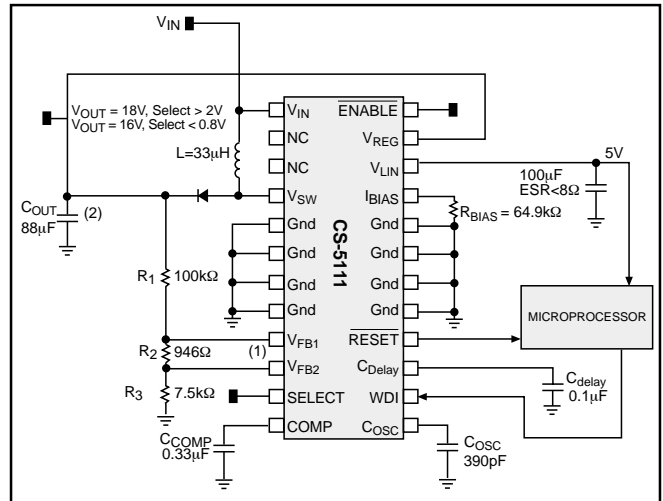 VIN
VOUT = 18V, Select > 2V
VOUT = 16V, Select < 0.8V
L=33μH
COUT
88μF
(2)
R1 100kΩ
R2 946Ω
(1)
R3 7.5kΩ
CCOMP
0.33μF
VIN
NC
NC
VSW
Gnd
Gnd
Gnd
Gnd
VFB1
VFB2
SELECT
COMP
CS-5111
ENABLE
VREG
VLIN
IBIAS
Gnd
Gnd
Gnd
Gnd
RESET
CDelay
WDI
COSC
5V
100μF
ESR<8Ω
RBIAS = 64.9kΩ
MICROPROCESSOR
Cdelay
0.1μF
COSC
390pF